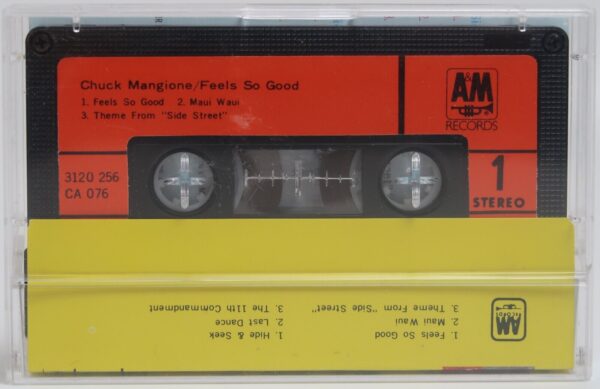 Chuck Mangione/Feels So Good
1. Feels So Good 2. Maui Waui
3. Theme From "Side Street"
A&M
RECORDS
3120 256
CA 076
1
STEREO
1. Feels So Good
2. Maui Waui
3. Theme From "Side Street"
1. Hide & Seek
2. Last Dance
3. The 11th Commandment
A&M
RECORDS